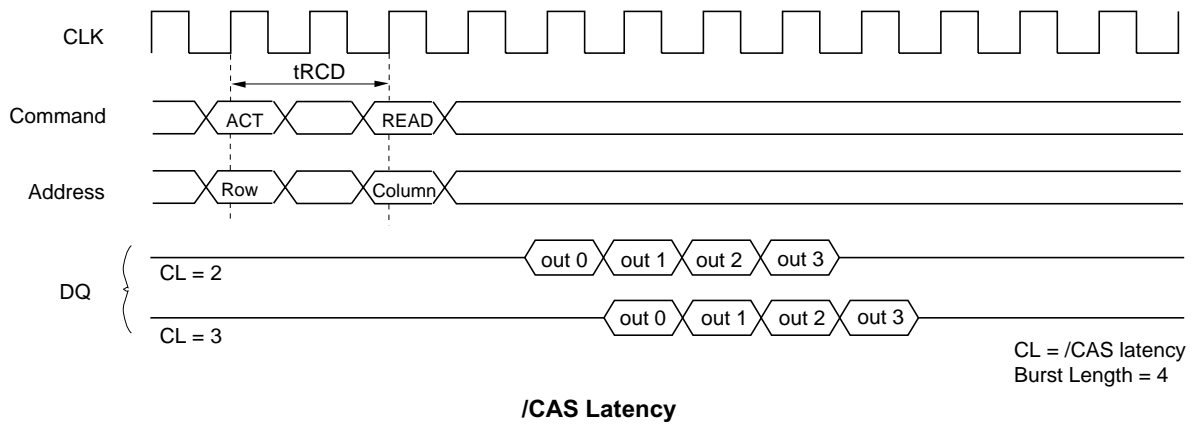 CLK
tRCD
Command
ACT
READ
Address
Row
Column
DQ
CL = 2
out 0
out 1
out 2
out 3
CL = 3
out 0
out 1
out 2
out 3
CL = /CAS latency
Burst Length = 4
/CAS Latency